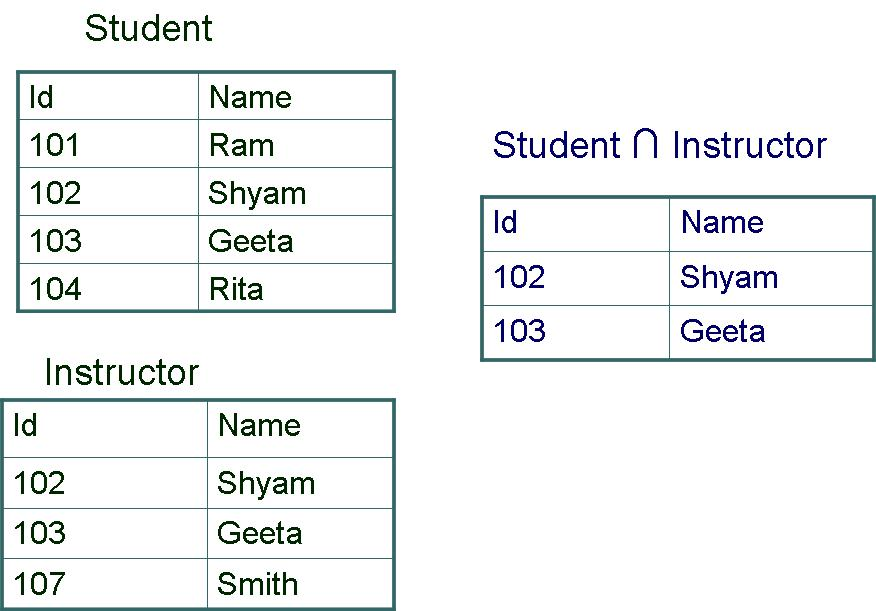 Student
Id Name
101 Ram
102 Shyam
103 Geeta
104 Rita
Instructor
Id Name
102 Shyam
103 Geeta
107 Smith
Student ∩ Instructor
Id Name
102 Shyam
103 Geeta